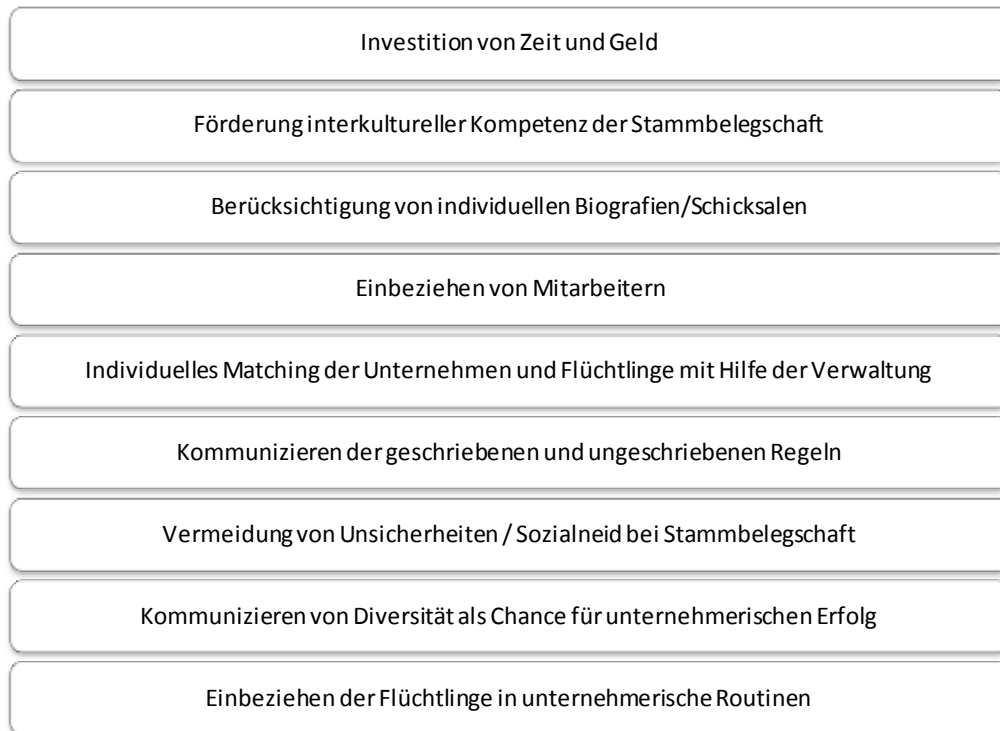 Investition von Zeit und Geld
Förderung interkultureller Kompetenz der Stammbelegschaft
Berücksichtigung von individuellen Biografien/Schicksalen
Einbeziehen von Mitarbeitern
Individuelles Matching der Unternehmen und Flüchtlinge mit Hilfe der Verwaltung
Kommunizieren der geschriebenen und ungeschriebenen Regeln
Vermeidung von Unsicherheiten / Sozialneid bei Stammbelegschaft
Kommunizieren von Diversität als Chance für unternehmerischen Erfolg
Einbeziehen der Flüchtlinge in unternehmerische Routinen